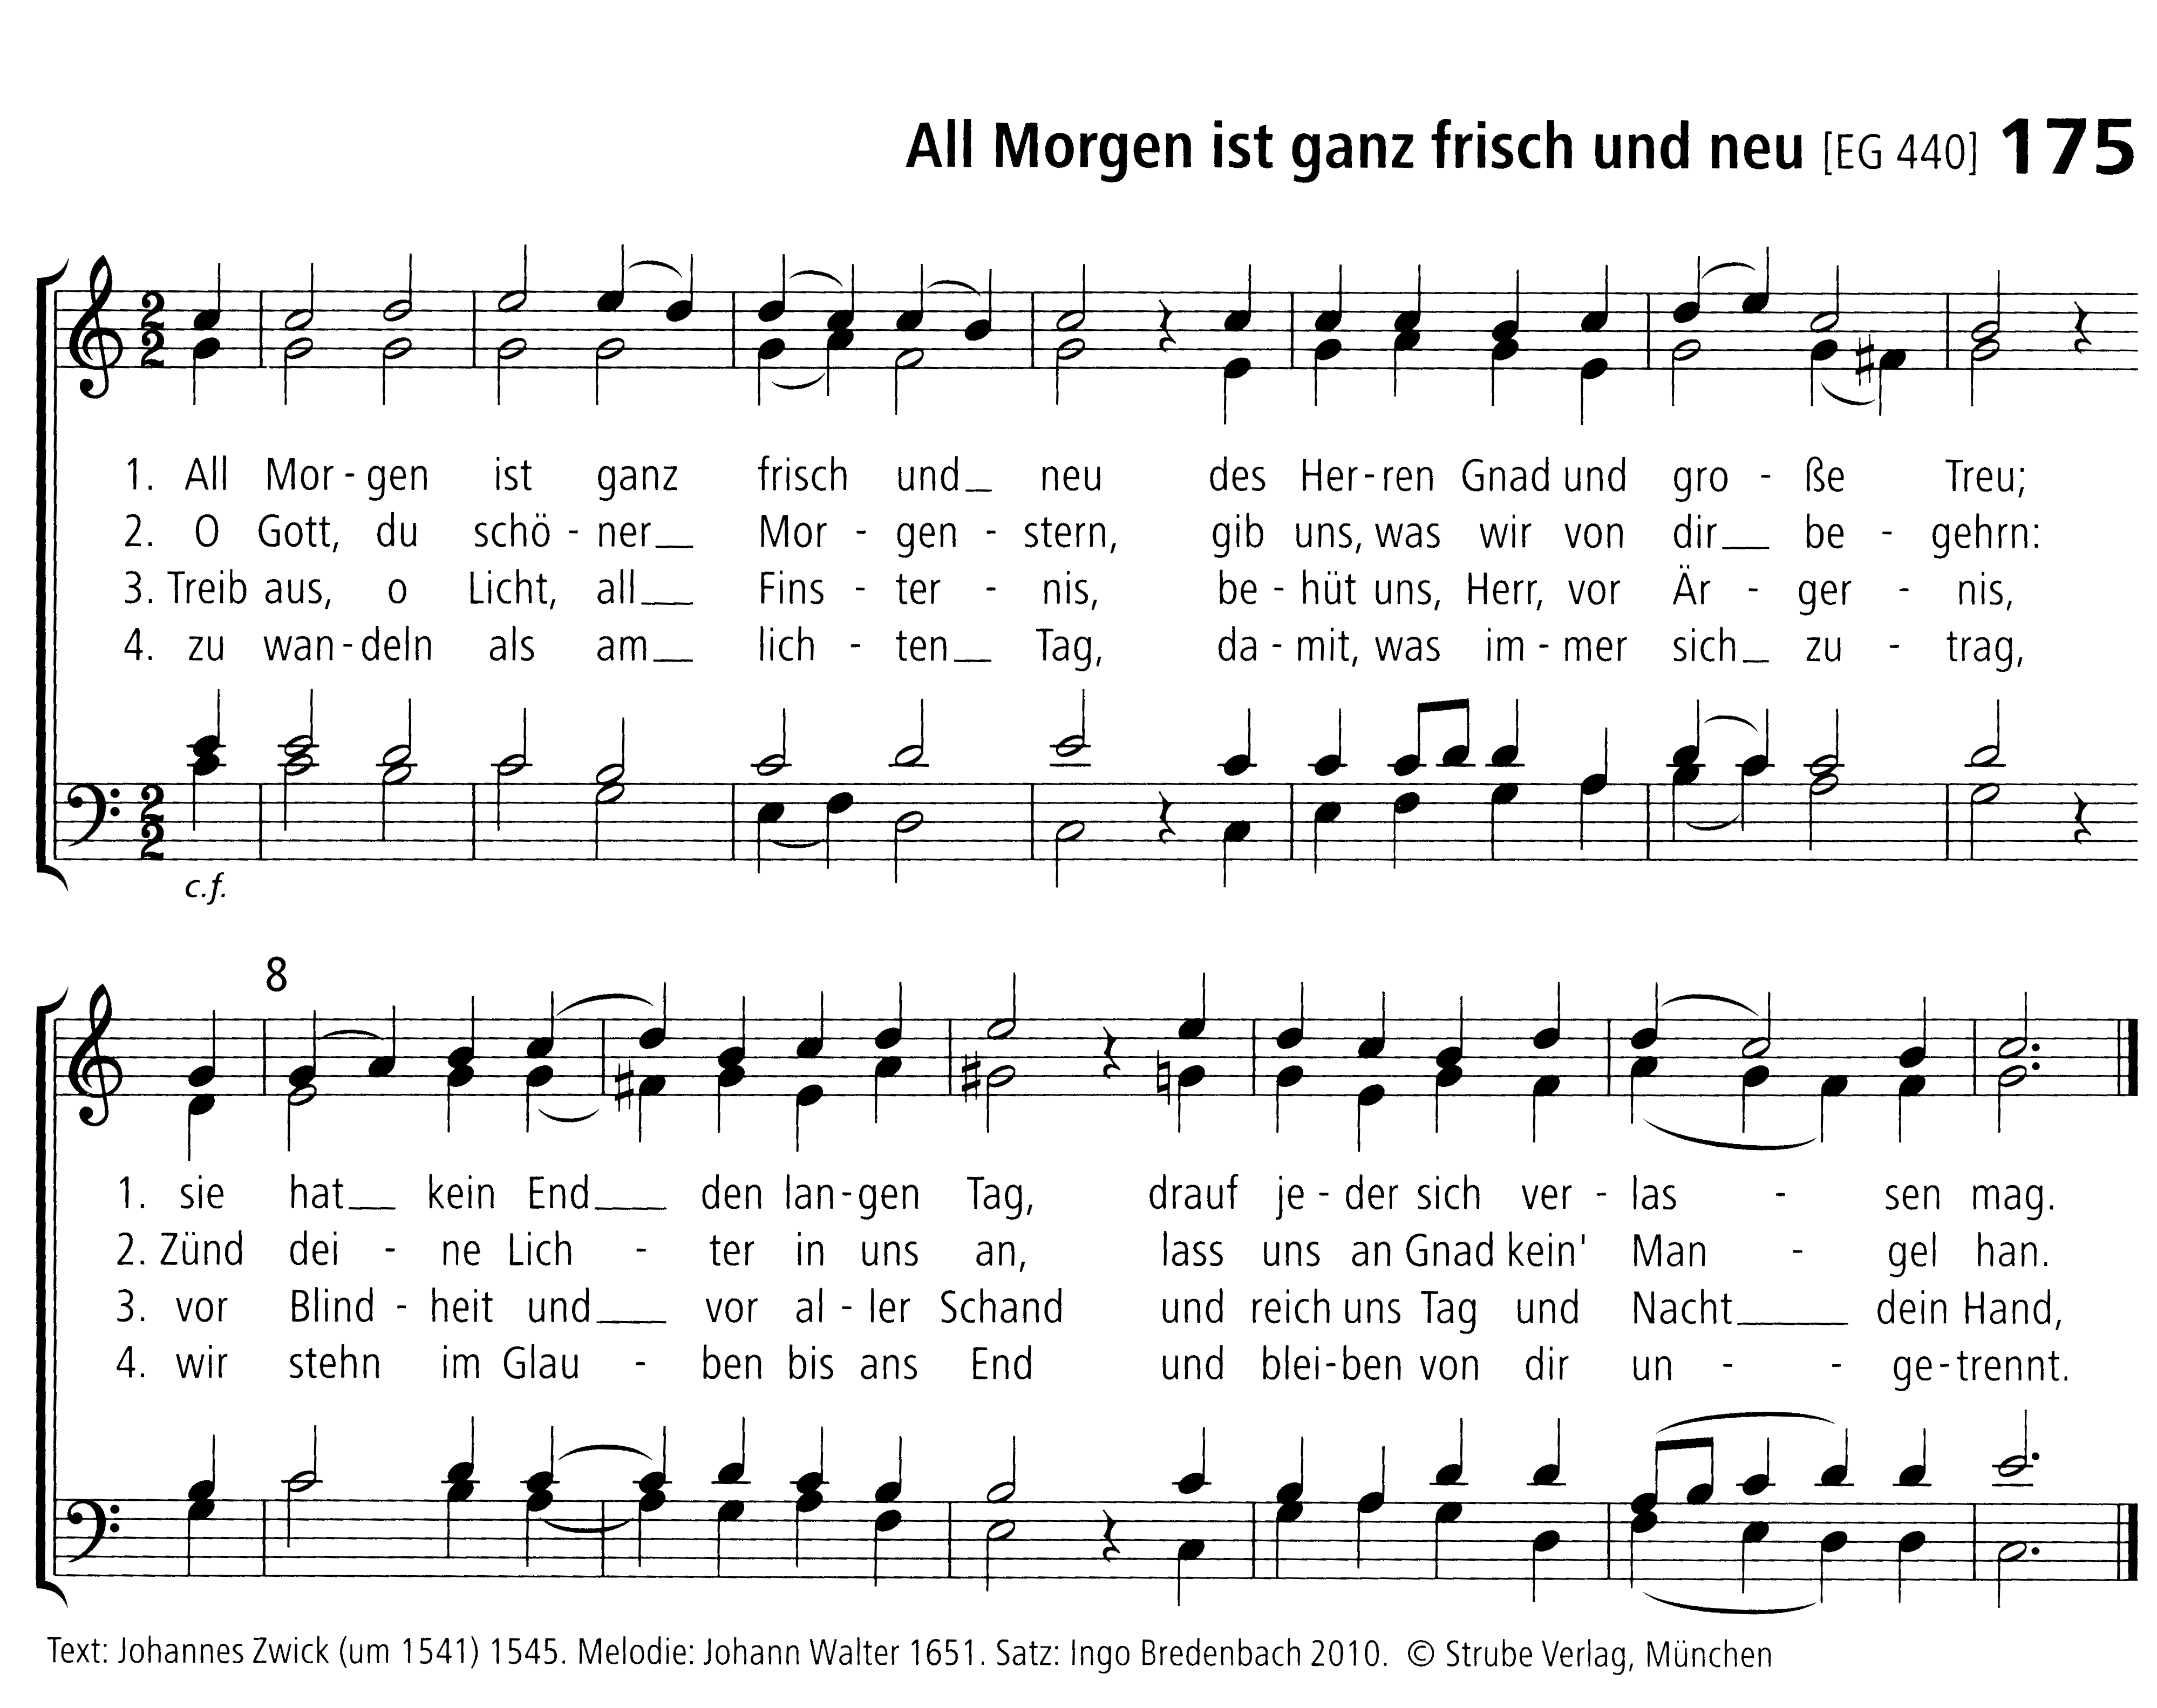 All Morgen ist ganz frisch und neu [EG 440] 175
1. All Mor - gen ist ganz frisch und_ neu des Her - ren Gnad und gro - ße Treu;
2. O Gott, du schö - ner_ Mor - gen - stern, gib uns, was wir von dir_ be - gehrn:
3. Treib aus, o Licht, all_ Fins - ter - nis, be - hüt uns, Herr, vor Är - ger - nis,
4. zu wan - deln als am_ lich - ten_ Tag, da - mit, was im - mer sich_ zu - trag,
c.f.
8
1. sie hat_ kein End_ den lan - gen Tag, drauf je - der sich ver - las - sen mag.
2. Zünd dei - ne Lich - ter in uns an, lass uns an Gnad kein' Man - gel han.
3. vor Blind - heit und_ vor al - ler Schand und reich uns Tag und Nacht_ dein Hand,
4. wir stehn im Glau - ben bis ans End und blei - ben von dir un - - ge - trennt.
Text: Johannes Zwick (um 1541) 1545. Melodie: Johann Walter 1651. Satz: Ingo Bredenbach 2010. © Strube Verlag, München